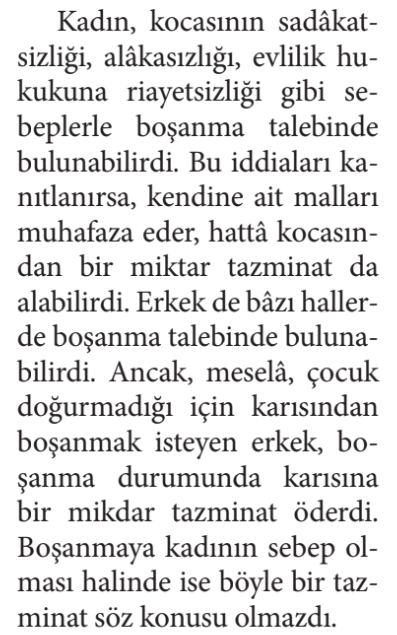 Kadın, kocasının sadâkat-
sizliği, alâkasızlığı, evlilik hu-
kukuna riayetsizliği gibi se-
beplerle boşanma talebinde
bulunabilirdi. Bu iddiaları ka-
nıtlanırsa, kendine ait malları
muhafaza eder, hattâ kocasın-
dan bir miktar tazminat da
alabilirdi. Erkek de bâzı haller-
de boşanma talebinde buluna-
bilirdi. Ancak, meselâ, çocuk
doğurmadığı için karısından
boşanmak isteyen erkek, bo-
şanma durumunda karısına
bir mikdar tazminat öderdi.
Boşanmaya kadının sebep ol-
ması halinde ise böyle bir taz-
minat söz konusu olmazdı.